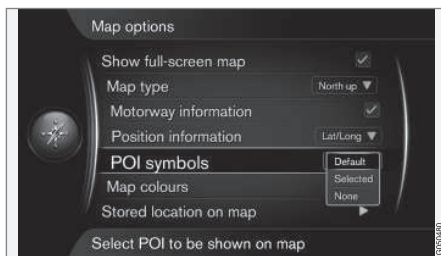 Map options
Show full-screen map
Map type North up
Motorway information
Position information Lat/Long
POI symbols Default
Selected
Map colours None
Stored location on map
Select POI to be shown on map
G050480